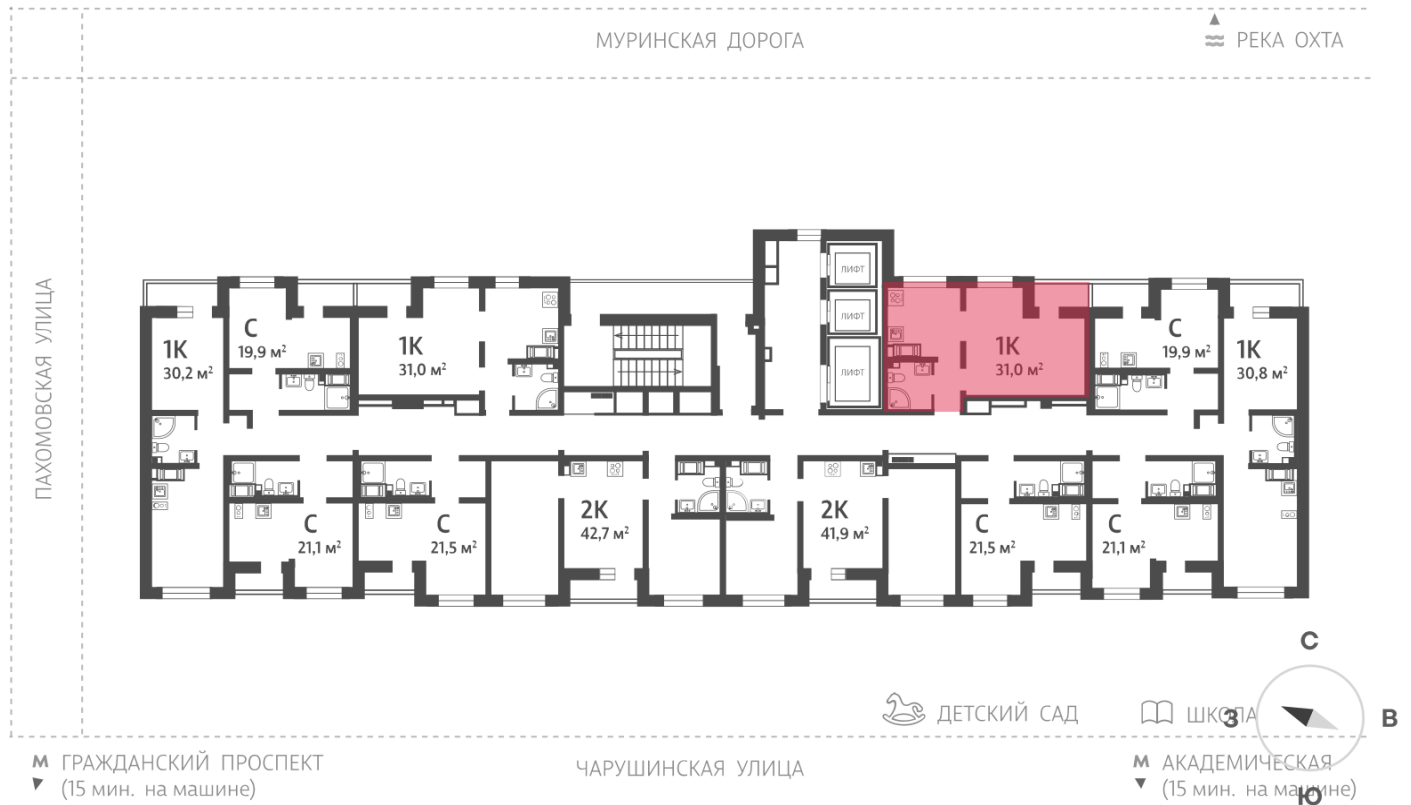 МУРИНСКАЯ ДОРОГА
РЕКА ОХТА
ПАХОМОВСКАЯ УЛИЦА
1К
30,2 м²
С
19,9 м²
1К
31,0 м²
ЛИФТ
ЛИФТ
ЛИФТ
1К
31,0 м²
С
19,9 м²
1К
30,8 м²
С
21,1 м²
С
21,5 м²
2К
42,7 м²
2К
41,9 м²
С
21,5 м²
С
21,1 м²
С
З
В
Ю
ДЕТСКИЙ САД
ШКОЛА
М ГРАЖДАНСКИЙ ПРОСПЕКТ
(15 мин. на машине)
ЧАРУШИНСКАЯ УЛИЦА
М АКАДЕМИЧЕСКАЯ
(15 мин. на машине)